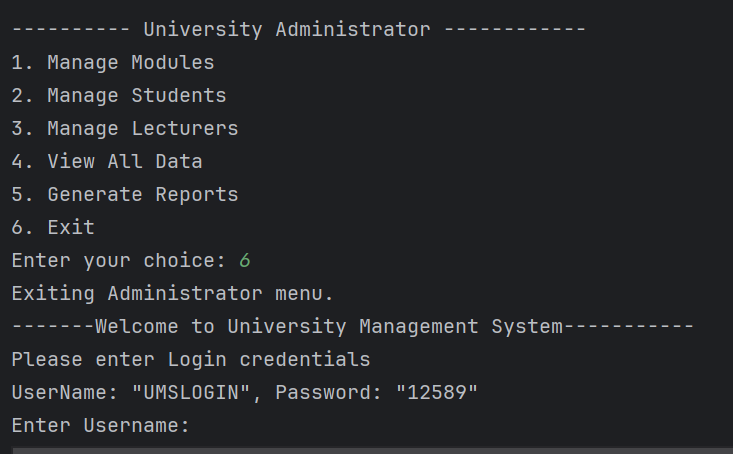 ---------- University Administrator ------------
1. Manage Modules
2. Manage Students
3. Manage Lecturers
4. View All Data
5. Generate Reports
6. Exit
Enter your choice: 6
Exiting Administrator menu.
-------Welcome to University Management System-----------
Please enter Login credentials
UserName: "UMSLOGIN", Password: "12589"
Enter Username: